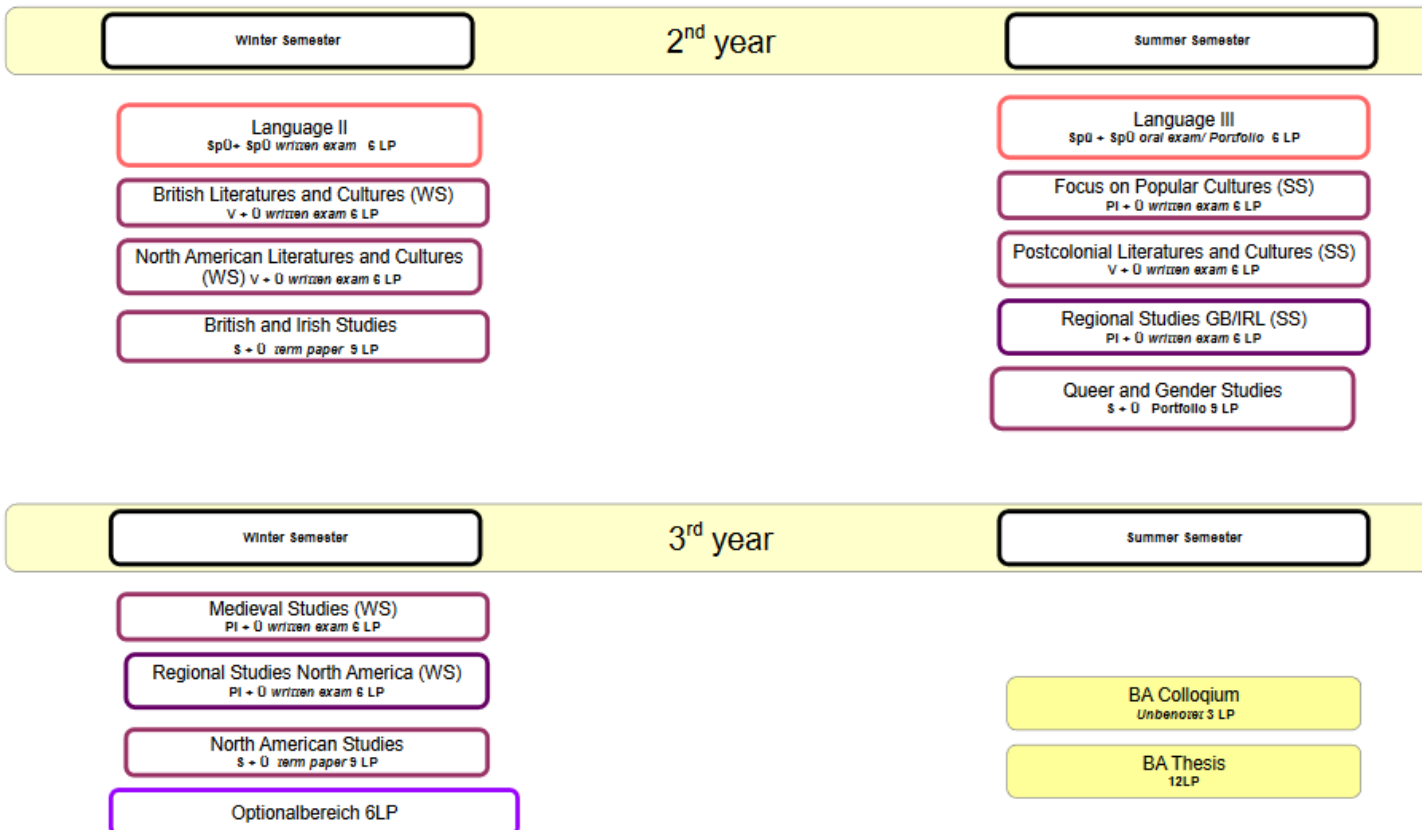 Winter Semester
2nd year
Summer Semester
Language II
SpÜ+ SpÜ written exam 6 LP
British Literatures and Cultures (WS)
V + Ü written exam 6 LP
North American Literatures and Cultures
(WS) V + Ü written exam 6 LP
British and Irish Studies
S + Ü term paper 9 LP
Language III
Spü + SpÜ oral exam/ Portfolio 6 LP
Focus on Popular Cultures (SS)
PI + Ü written exam 6 LP
Postcolonial Literatures and Cultures (SS)
V + Ü written exam 6 LP
Regional Studies GB/IRL (SS)
PI + Ü written exam 6 LP
Queer and Gender Studies
S + Ü Portfolio 9 LP
Winter Semester
3rd year
Summer Semester
Medieval Studies (WS)
PI + Ü written exam 6 LP
Regional Studies North America (WS)
PI + Ü written exam 6 LP
North American Studies
S + Ü term paper 9 LP
Optionalbereich 6LP
BA Colloqium
Unbenotet 3 LP
BA Thesis
12LP